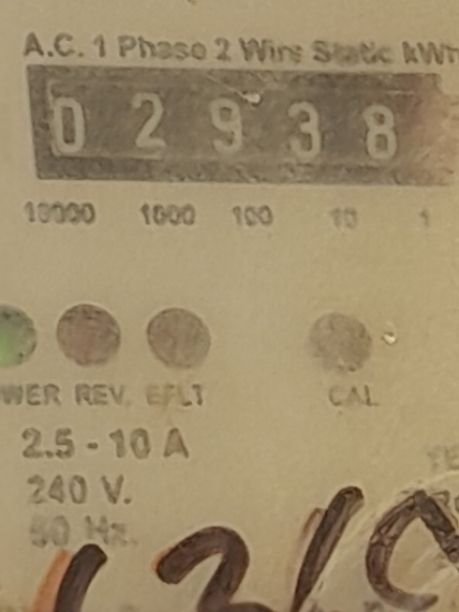 A.C. 1 Phase 2 Wire Static kWh
0 2 9 3 8
10000 1000 100 10 1
WER REV. EFLT CAL
2.5 - 10 A
240 V.
50 Hz.